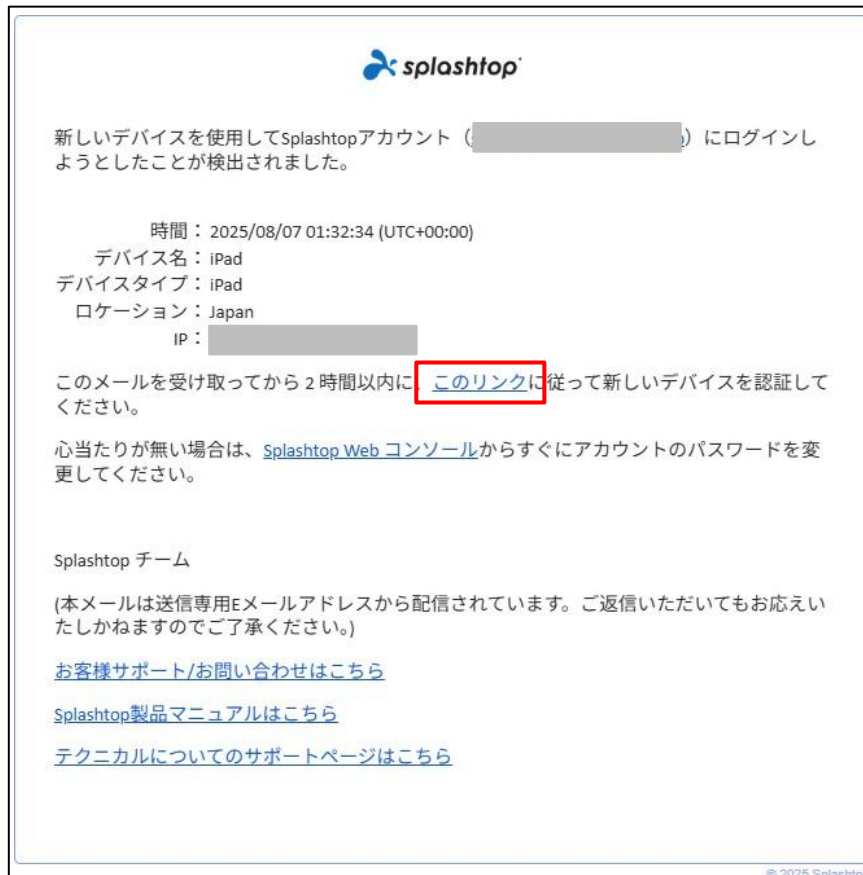 splashtop
新しいデバイスを使用してSplashtopアカウント（ ）にログインし
ようとしたことが検出されました。
時間： 2025/08/07 01:32:34 (UTC+00:00)
デバイス名： iPad
デバイスタイプ： iPad
ロケーション： Japan
IP：
このメールを受け取ってから 2 時間以内に、このリンクに従って新しいデバイスを認証して
ください。
心当たりが無い場合は、Splashtop Web コンソールからすぐにアカウントのパスワードを変
更してください。
Splashtop チーム
(本メールは送信専用Eメールアドレスから配信されています。ご返信いただいてもお応えい
たしかねますのでご了承ください。)
お客様サポート/お問い合わせはこちら
Splashtop製品マニュアルはこちら
テクニカルについてのサポートページはこちら
© 2025